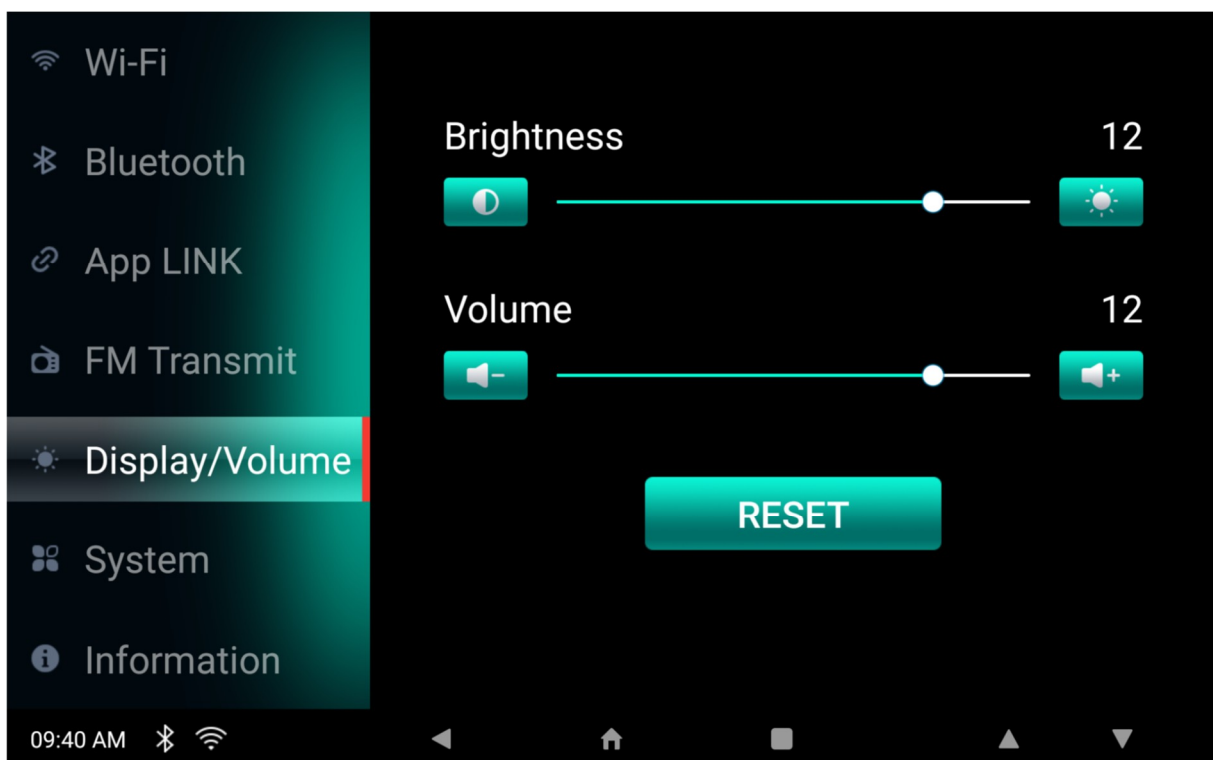 Wi-Fi
Bluetooth
App LINK
FM Transmit
Display/Volume
System
Information
Brightness 12
Volume 12
RESET
09:40 AM